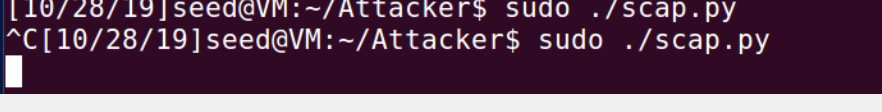 [10/28/19]seed@VM:~/Attacker$ sudo ./scap.py
^C[10/28/19]seed@VM:~/Attacker$ sudo ./scap.py